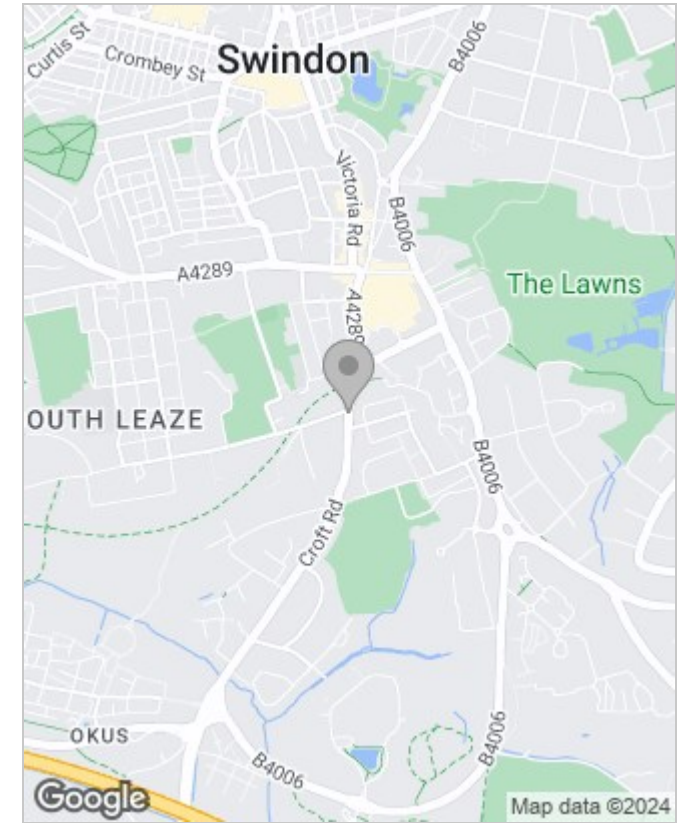 Curtis St
Crombey St
Swindon
B4006
Victoria Rd
B4006
A4289
The Lawns
A4289
OUTH LEAZE
B4006
Croft Rd
OKUS
B4006
B4006
Google
Map data ©2024